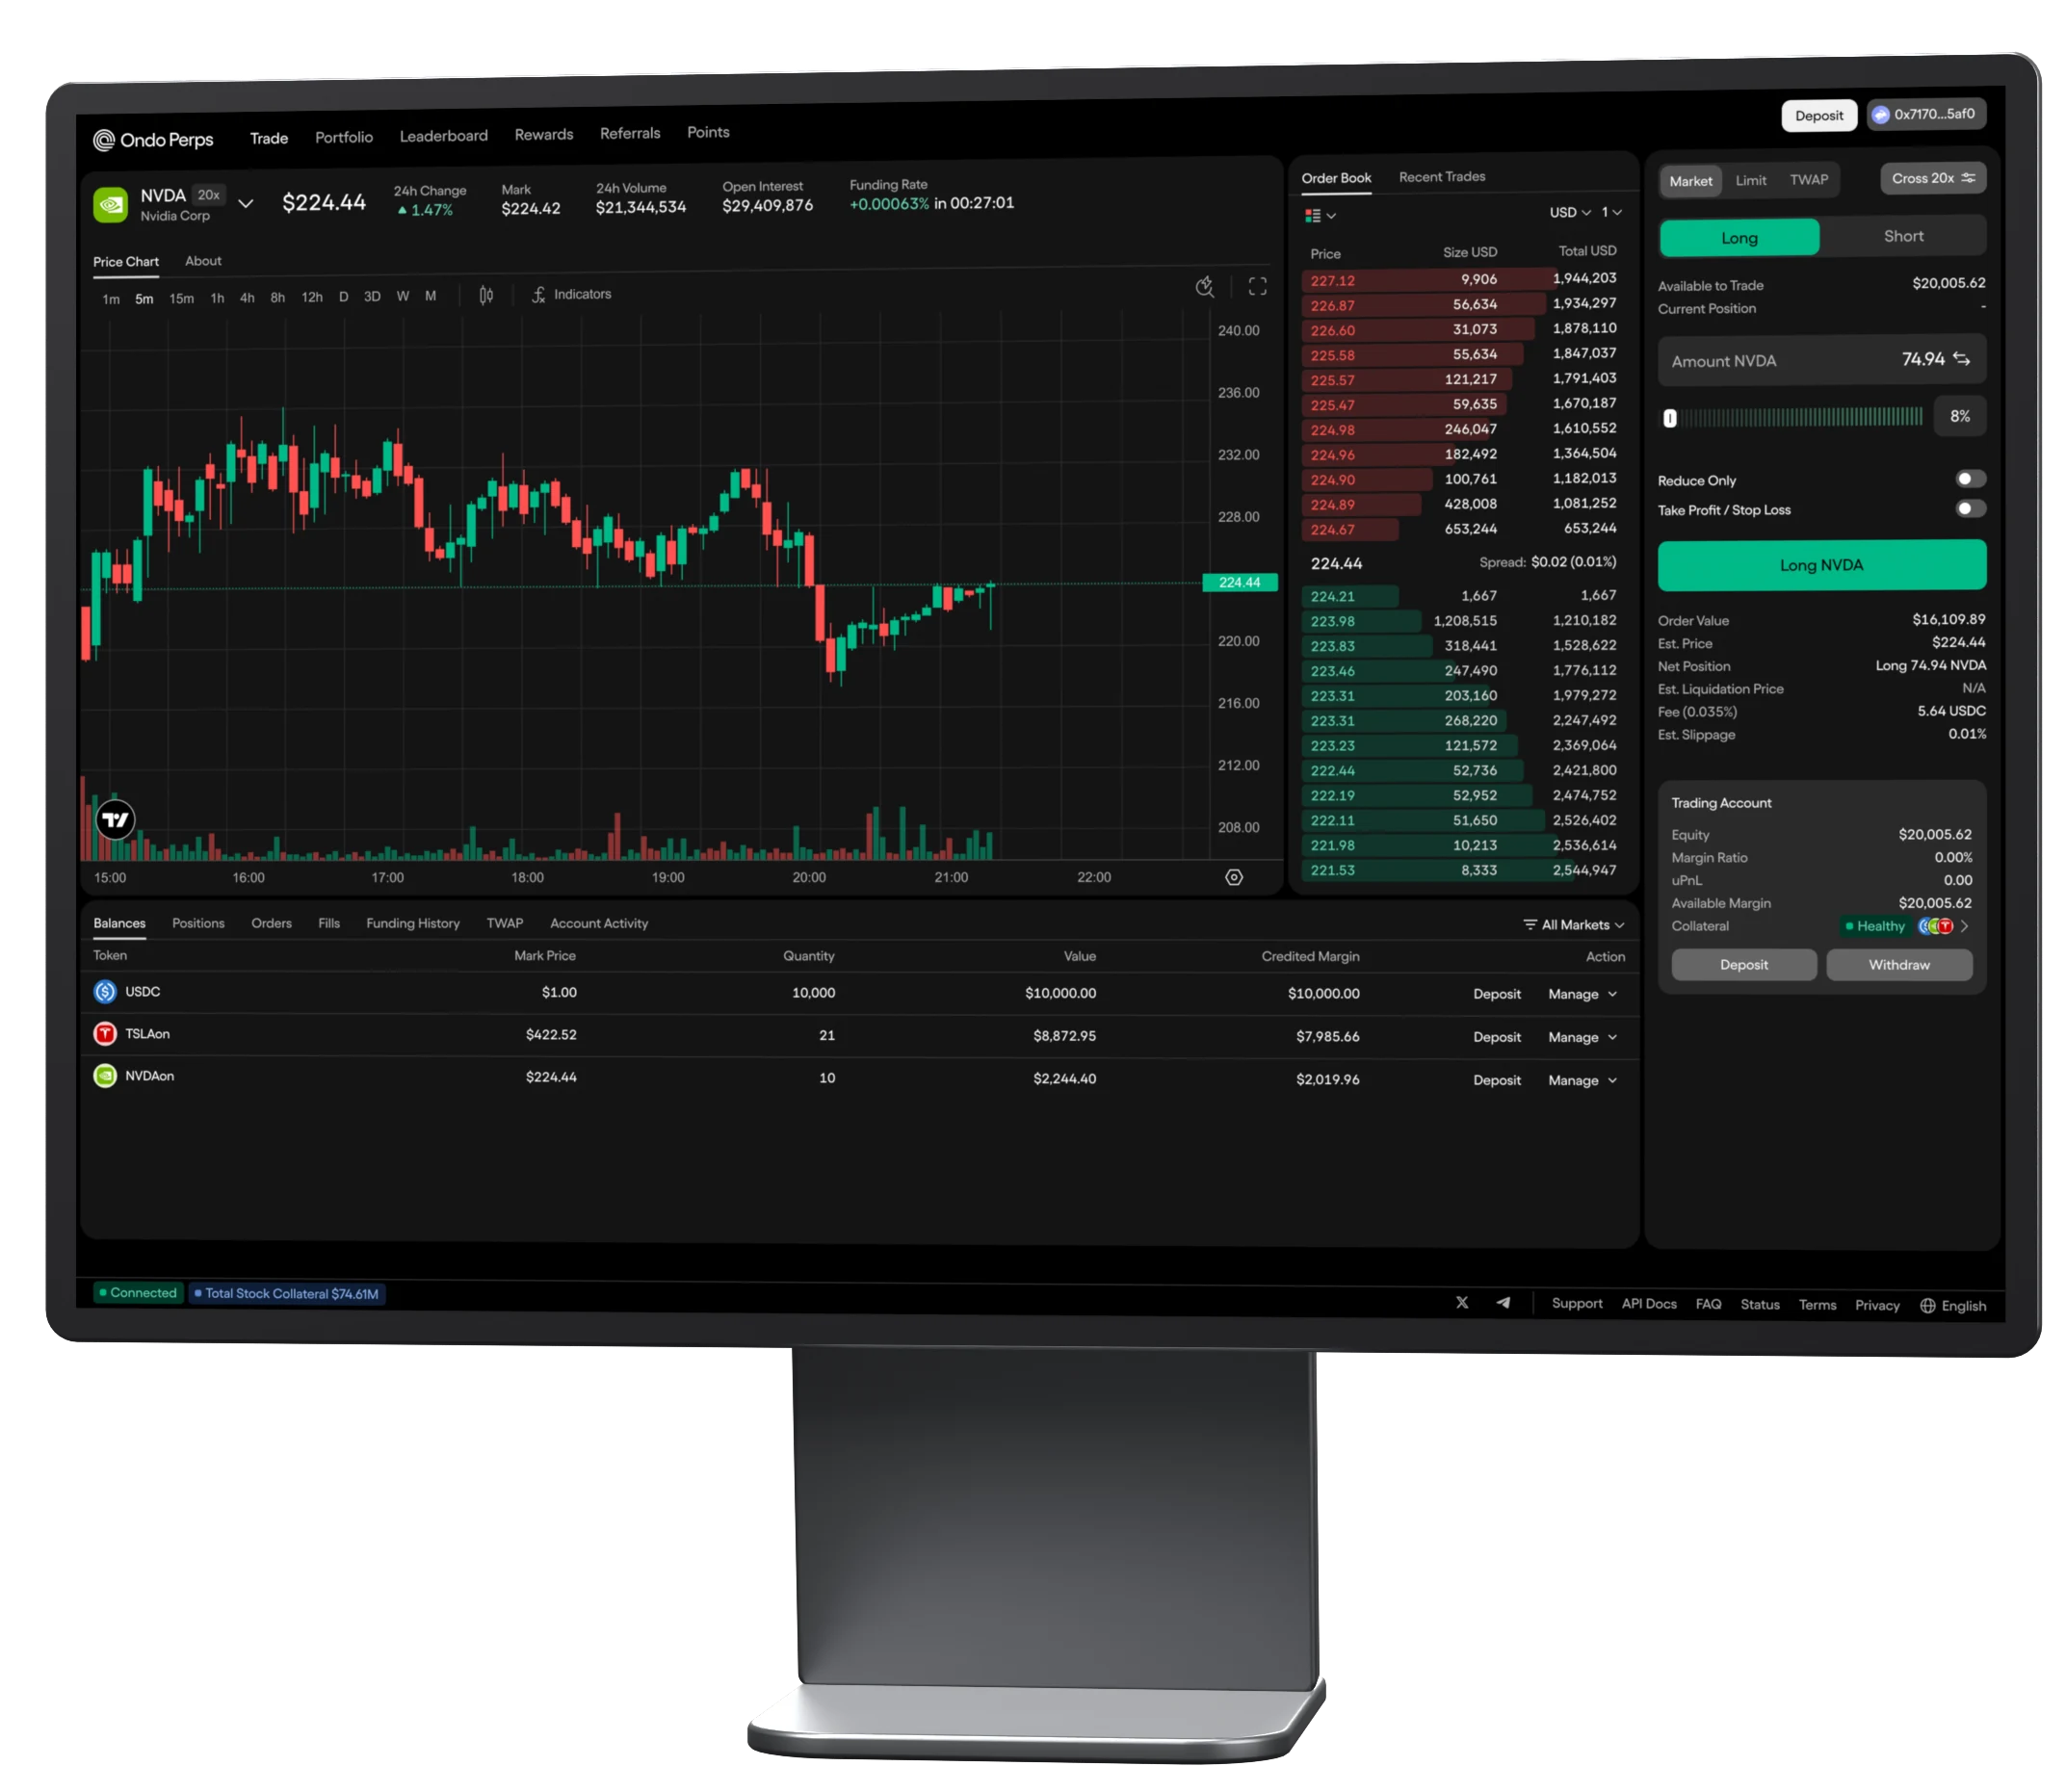 Ondo Perps Trade Portfolio Leaderboard Rewards Referrals Points Deposit 0x7170...5af0
NVDA 20x
Nvidia Corp
$224.44
24h Change
1.47%
Mark
$224.42
24h Volume
$21,344,534
Open Interest
$29,409,876
Funding Rate
+0.00063% in 00:27:01
Price Chart About
1m 5m 15m 1h 4h 8h 12h D 3D W M Indicators
240.00
236.00
232.00
228.00
224.44
220.00
216.00
212.00
208.00
15:00 16:00 17:00 18:00 19:00 20:00 21:00 22:00
Order Book Recent Trades
USD 1
Price Size USD Total USD
227.12 9,906 1,944,203
226.87 56,634 1,934,297
226.60 31,073 1,878,110
225.58 55,634 1,847,037
225.57 121,217 1,791,403
225.47 59,635 1,670,187
224.98 246,047 1,610,552
224.96 182,492 1,364,504
224.90 100,761 1,182,013
224.89 428,008 1,081,252
224.67 653,244 653,244
224.44 Spread: $0.02 (0.01%)
224.21 1,667 1,667
223.98 1,208,515 1,210,182
223.83 318,441 1,528,622
223.46 247,490 1,776,112
223.31 203,160 1,979,272
223.31 268,220 2,247,492
223.23 121,572 2,369,064
222.44 52,736 2,421,800
222.19 52,952 2,474,752
222.11 51,650 2,526,402
221.98 10,213 2,536,614
221.53 8,333 2,544,947
Market Limit TWAP Cross 20x
Long Short
Available to Trade $20,005.62
Current Position -
Amount NVDA 74.94
8%
Reduce Only
Take Profit / Stop Loss
Long NVDA
Order Value $16,109.89
Est. Price $224.44
Net Position Long 74.94 NVDA
Est. Liquidation Price N/A
Fee (0.035%) 5.64 USDC
Est. Slippage 0.01%
Trading Account
Equity $20,005.62
Margin Ratio 0.00%
uPnL 0.00
Available Margin $20,005.62
Collateral Healthy
Deposit Withdraw
Balances Positions Orders Fills Funding History TWAP Account Activity All Markets
Token Mark Price Quantity Value Credited Margin Action
USDC $1.00 10,000 $10,000.00 $10,000.00 Deposit Manage
TSLAon $422.52 21 $8,872.95 $7,985.66 Deposit Manage
NVDAon $224.44 10 $2,244.40 $2,019.96 Deposit Manage
Connected Total Stock Collateral $74.61M
Support API Docs FAQ Status Terms Privacy English